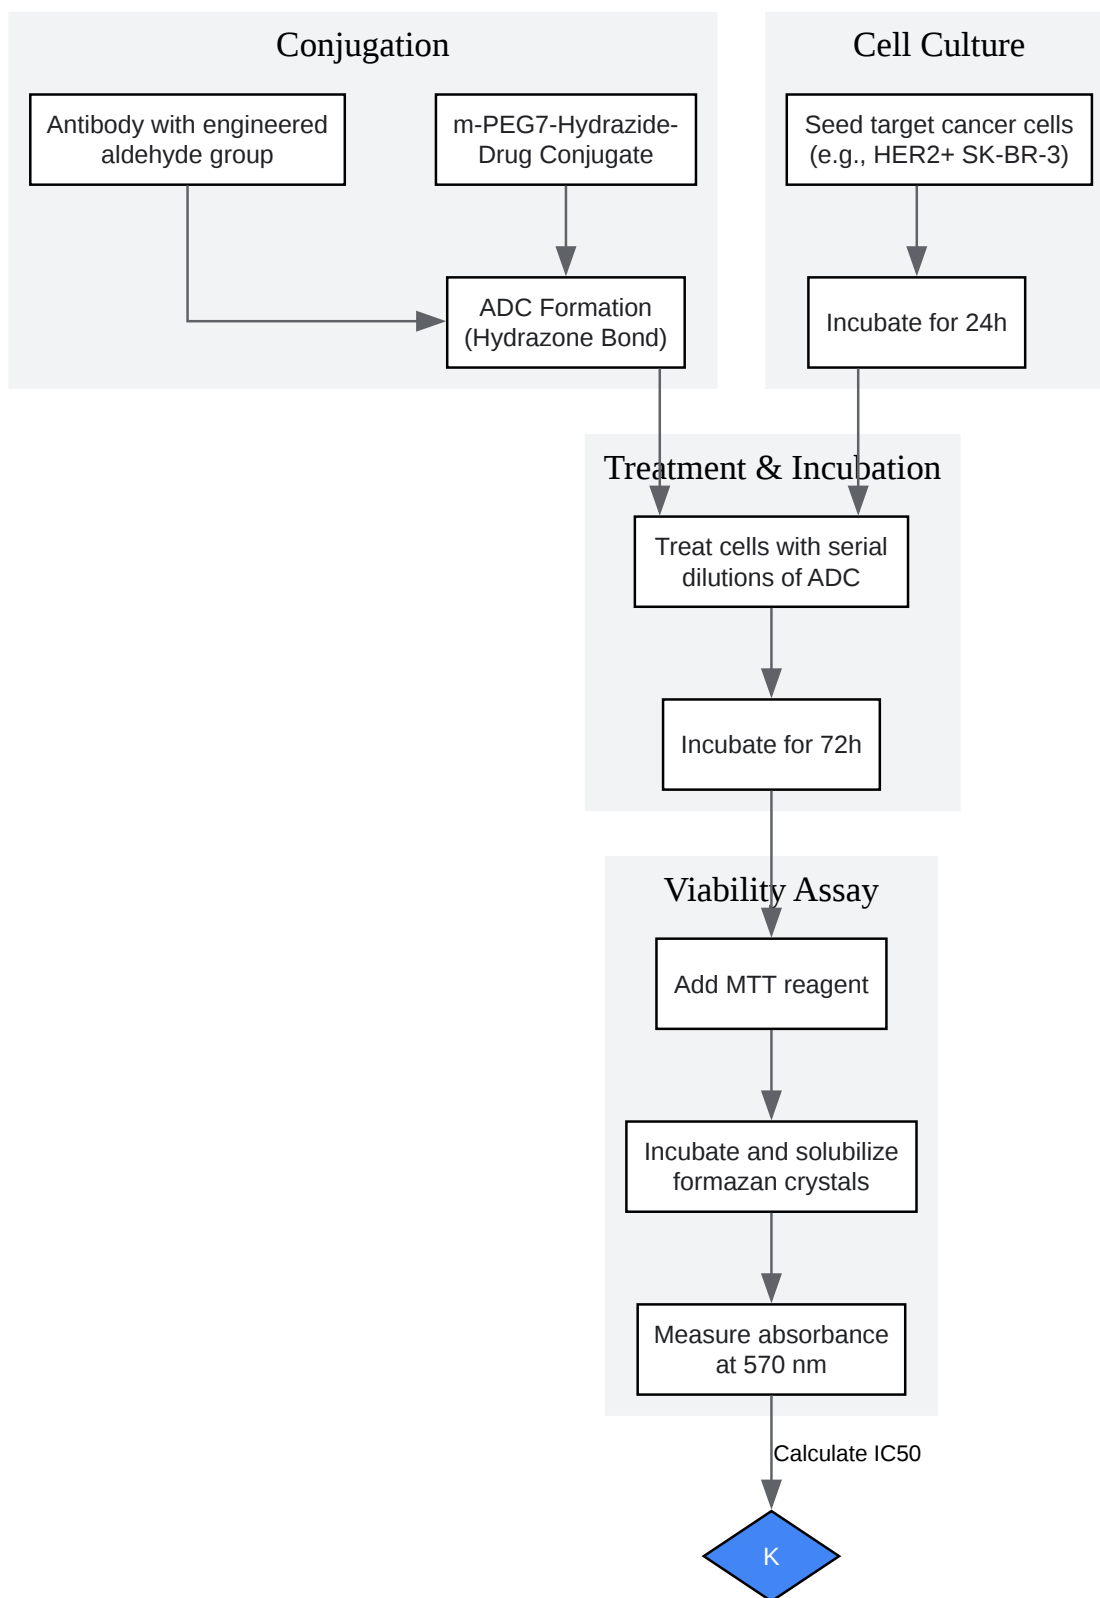 Conjugation
Antibody with engineered
aldehyde group
m-PEG7-Hydrazide-
Drug Conjugate
ADC Formation
(Hydrazone Bond)
Cell Culture
Seed target cancer cells
(e.g., HER2+ SK-BR-3)
Incubate for 24h
Treatment & Incubation
Treat cells with serial
dilutions of ADC
Incubate for 72h
Viability Assay
Add MTT reagent
Incubate and solubilize
formazan crystals
Measure absorbance
at 570 nm
Calculate IC50
K